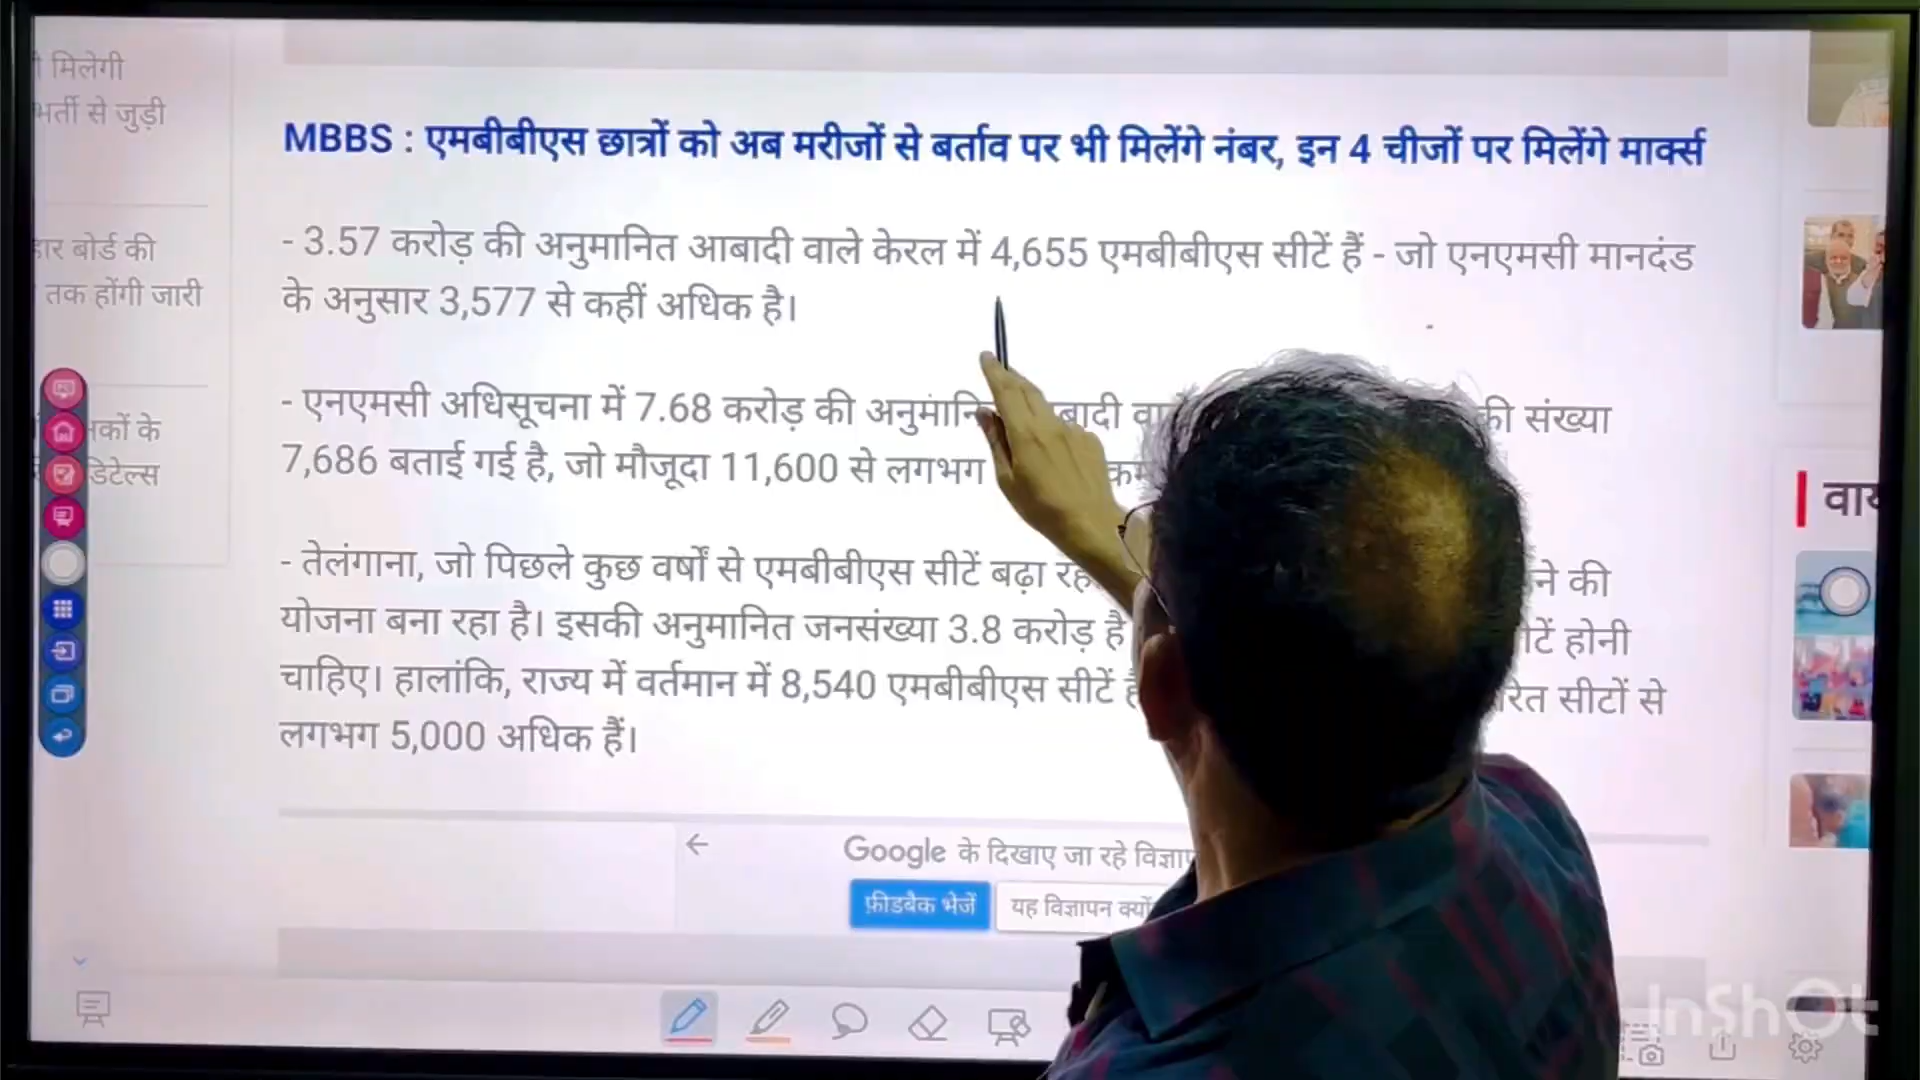 मिलेगी
भर्ती से जुड़ी
बोर्ड की
तक होंगी जारी
के
डिटेल्स
MBBS : एमबीबीएस छात्रों को अब मरीजों से बर्ताव पर भी मिलेंगे नंबर, इन 4 चीजों पर मिलेंगे मार्क्स
- 3.57 करोड़ की अनुमानित आबादी वाले केरल में 4,655 एमबीबीएस सीटें हैं - जो एनएमसी मानदंड
के अनुसार 3,577 से कहीं अधिक है।
- एनएमसी अधिसूचना में 7.68 करोड़ की की संख्या
7,686 बताई गई है, जो मौजूदा 11,600 से लगभग
- तेलंगाना, जो पिछले कुछ वर्षों से एमबीबीएस सीटें बढ़ा की
योजना बना रहा है। इसकी अनुमानित जनसंख्या 3.8 करोड़ है होनी
चाहिए। हालांकि, राज्य में वर्तमान में 8,540 एमबीबीएस सीटें सीटों से
लगभग 5,000 अधिक हैं।
Google के दिखाए जा रहे
फ़ीडबैक भेजें
यह विज्ञापन
InShOt